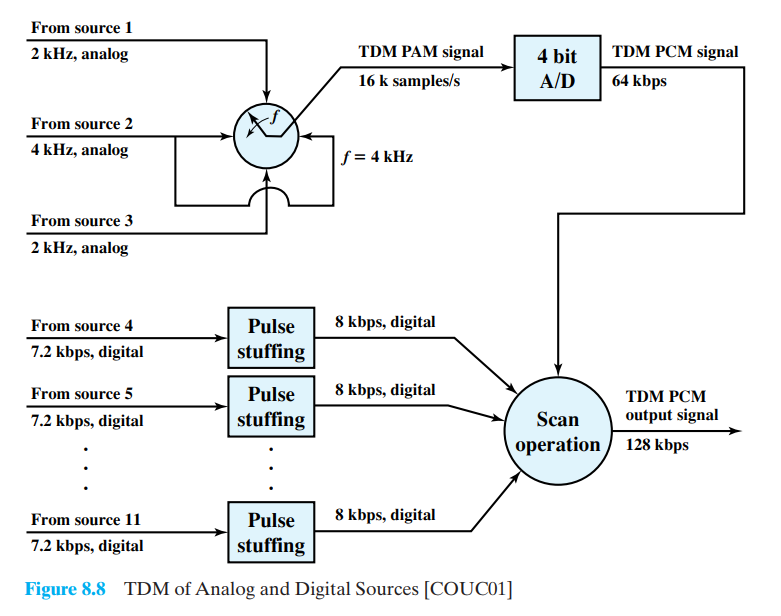 From source 1
2 kHz, analog
TDM PAM signal
16 k samples/s
4 bit
A/D
TDM PCM signal
64 kbps
f
From source 2
4 kHz, analog
f = 4 kHz
From source 3
2 kHz, analog
From source 4
7.2 kbps, digital
Pulse
stuffing
8 kbps, digital
From source 5
7.2 kbps, digital
Pulse
stuffing
8 kbps, digital
Scan
operation
TDM PCM
output signal
128 kbps
From source 11
7.2 kbps, digital
Pulse
stuffing
8 kbps, digital
Figure 8.8 TDM of Analog and Digital Sources [COUC01]